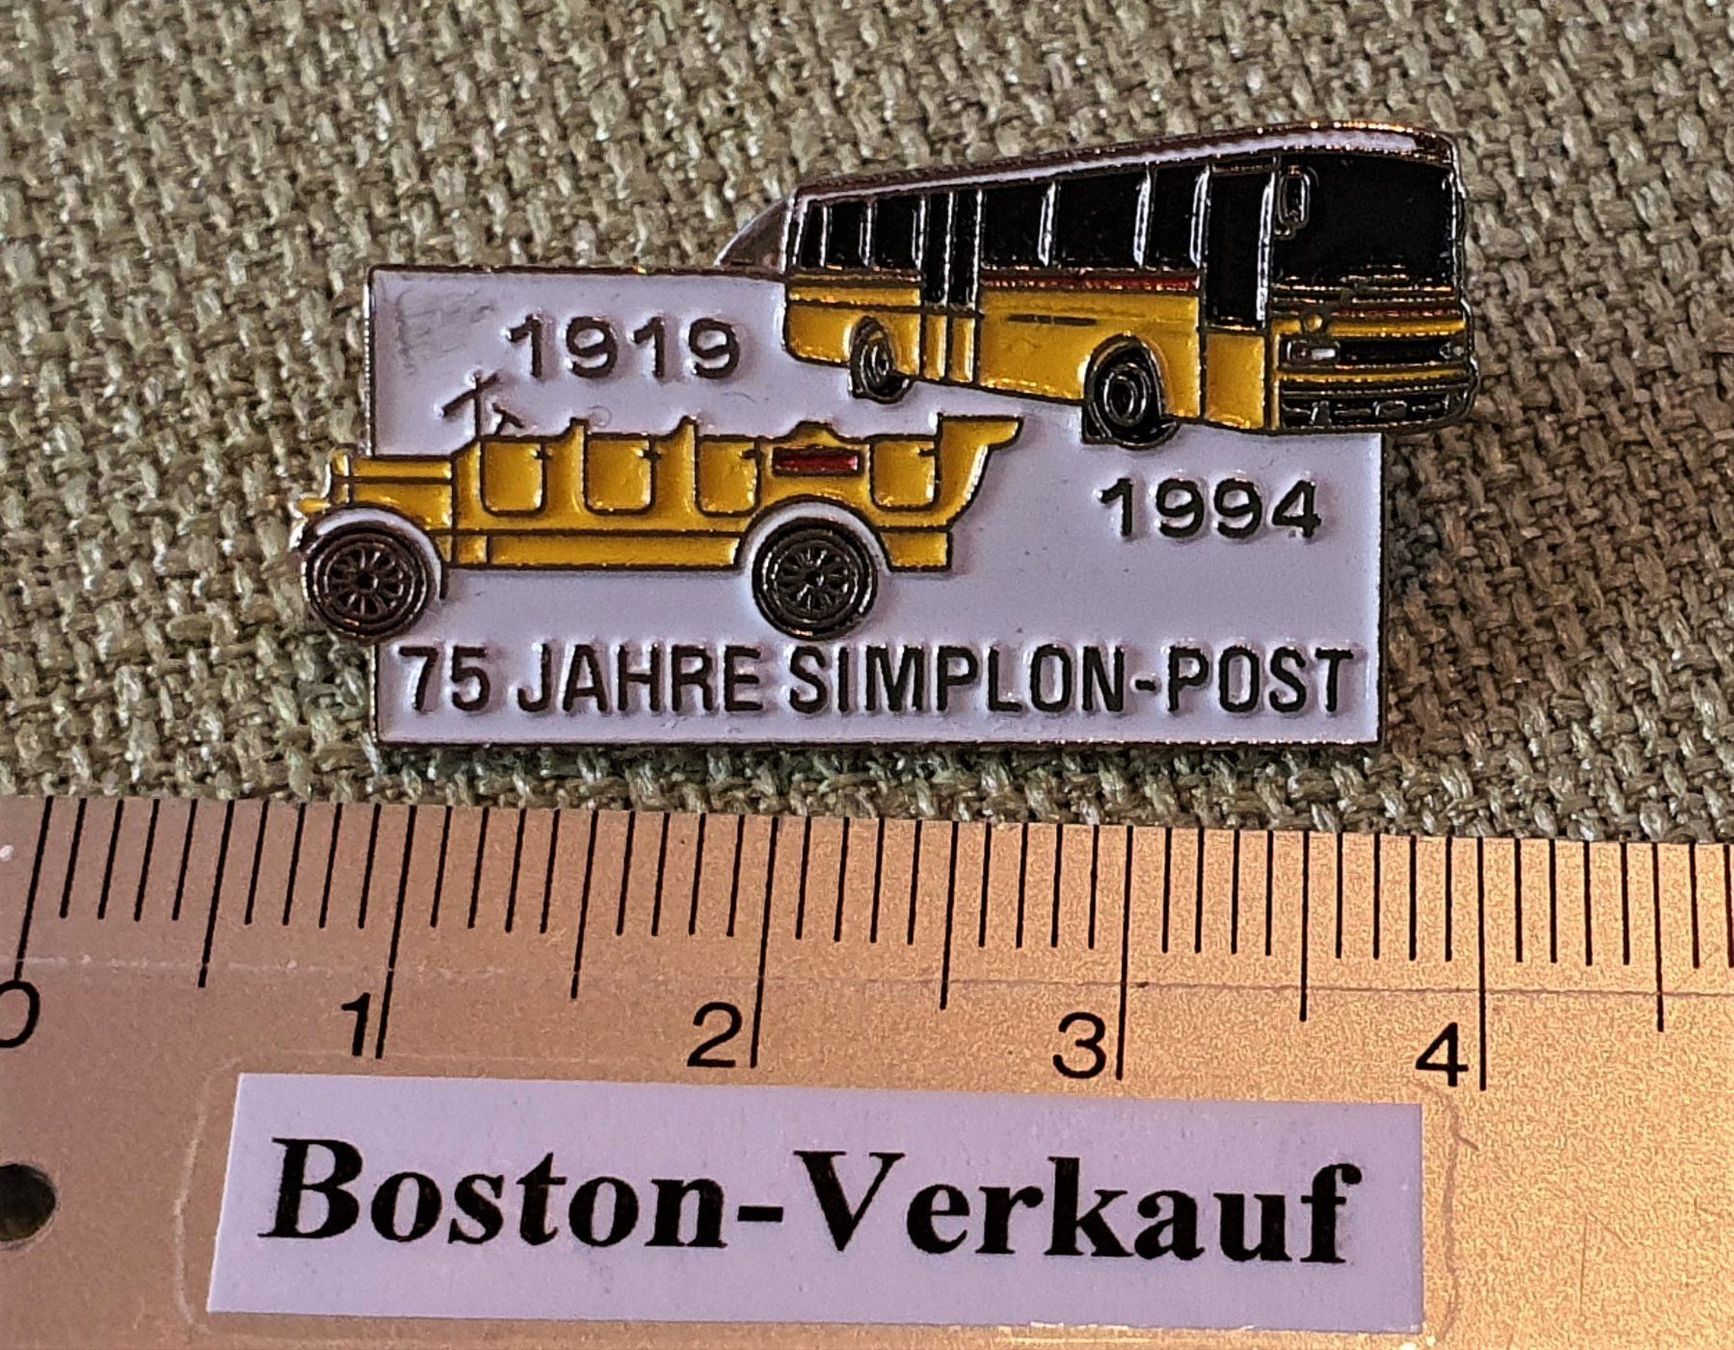 1919
1994
75 JAHRE SIMPLON-POST
0 1 2 3 4
Boston-Verkauf